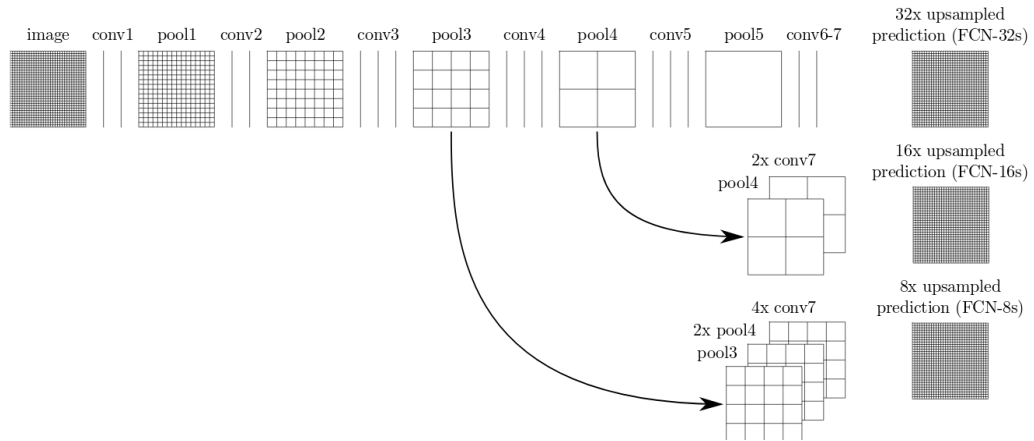 image
conv1
pool1
conv2
pool2
conv3
pool3
conv4
pool4
conv5
pool5
conv6-7
32x upsampled
prediction (FCN-32s)
2x conv7
pool4
16x upsampled
prediction (FCN-16s)
4x conv7
2x pool4
pool3
8x upsampled
prediction (FCN-8s)